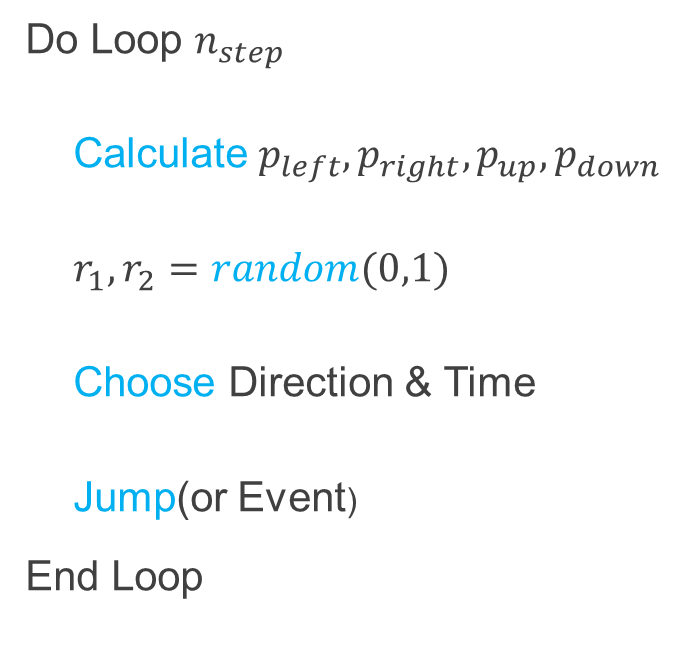 Do Loop n_step
Calculate p_left, p_right, p_up, p_down
r_1, r_2 = random(0,1)
Choose Direction & Time
Jump(or Event)
End Loop